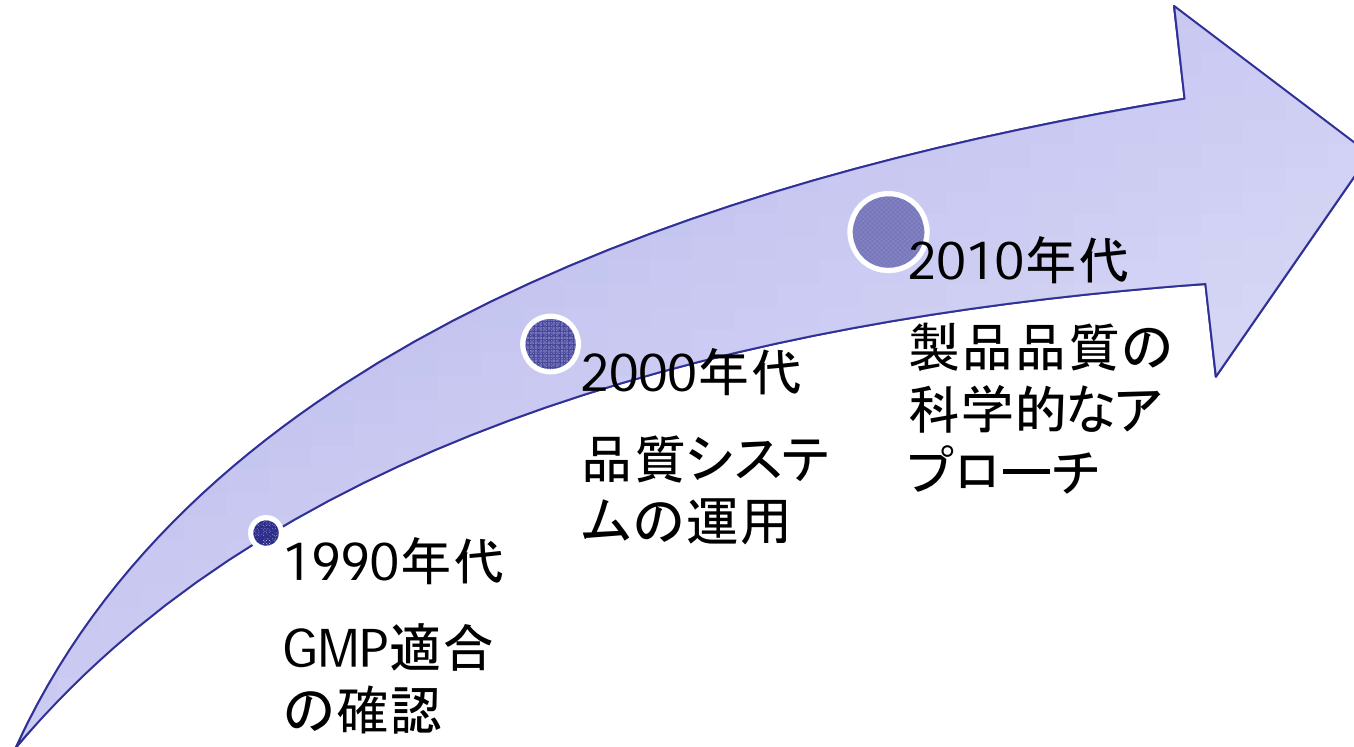 1990年代
GMP適合
の確認
2000年代
品質システ
ムの運用
2010年代
製品品質の
科学的なア
プローチ